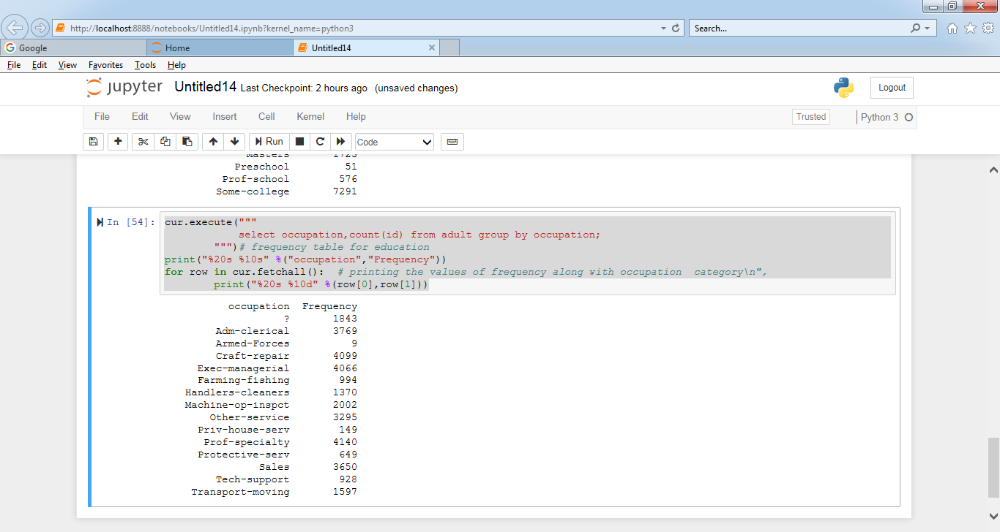 http://localhost:8888/notebooks/Untitled14.ipynb?kernel_name=python3
Search...
Google
Home
Untitled14
File Edit View Favorites Tools Help
jupyter Untitled14 Last Checkpoint: 2 hours ago (unsaved changes)
Logout
File Edit View Insert Cell Kernel Help
Trusted
Python 3
Run
Code
Masters 1723
Preschool 51
Prof-school 576
Some-college 7291
In [54]:
cur.execute("""
select occupation,count(id) from adult group by occupation;
""")# frequency table for education
print("%20s %10s" %("occupation","Frequency"))
for row in cur.fetchall():  # printing the values of frequency along with occupation  category\n",
print("%20s %10d" %(row[0],row[1]))
occupation Frequency
? 1843
Adm-clerical 3769
Armed-Forces 9
Craft-repair 4099
Exec-managerial 4066
Farming-fishing 994
Handlers-cleaners 1370
Machine-op-inspct 2002
Other-service 3295
Priv-house-serv 149
Prof-specialty 4140
Protective-serv 649
Sales 3650
Tech-support 928
Transport-moving 1597